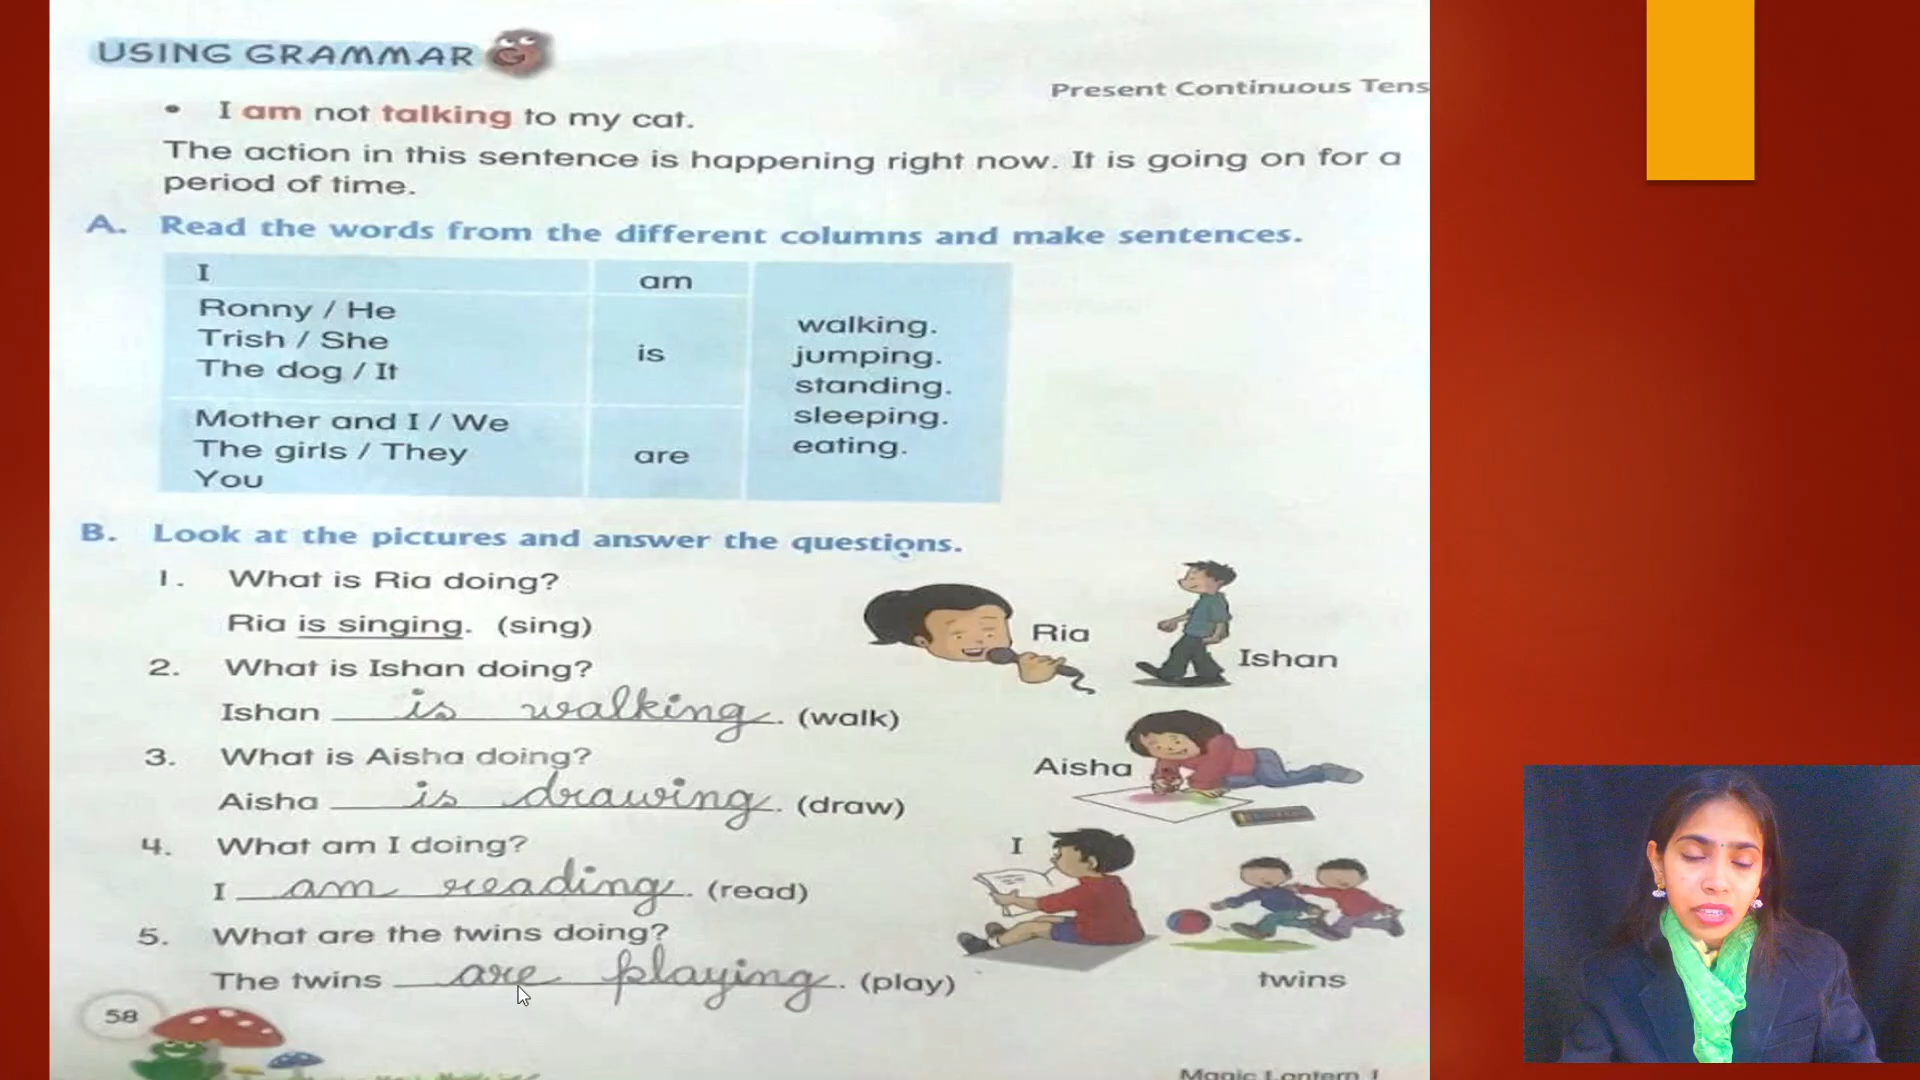 USING GRAMMAR
Present Continuous Tens
• I am not talking to my cat.
The action in this sentence is happening right now. It is going on for a
period of time.
A. Read the words from the different columns and make sentences.
I
am
Ronny / He
Trish / She
The dog / It
is
Mother and I / We
The girls / They
You
are
walking.
jumping.
standing.
sleeping.
eating.
B. Look at the pictures and answer the questions.
1. What is Ria doing?
Ria is singing. (sing)
2. What is Ishan doing?
Ishan is walking. (walk)
3. What is Aisha doing?
Aisha is drawing. (draw)
4. What am I doing?
I am reading. (read)
5. What are the twins doing?
The twins are playing. (play)
Ria
Ishan
Aisha
I
twins
58
Magic Lantern 1